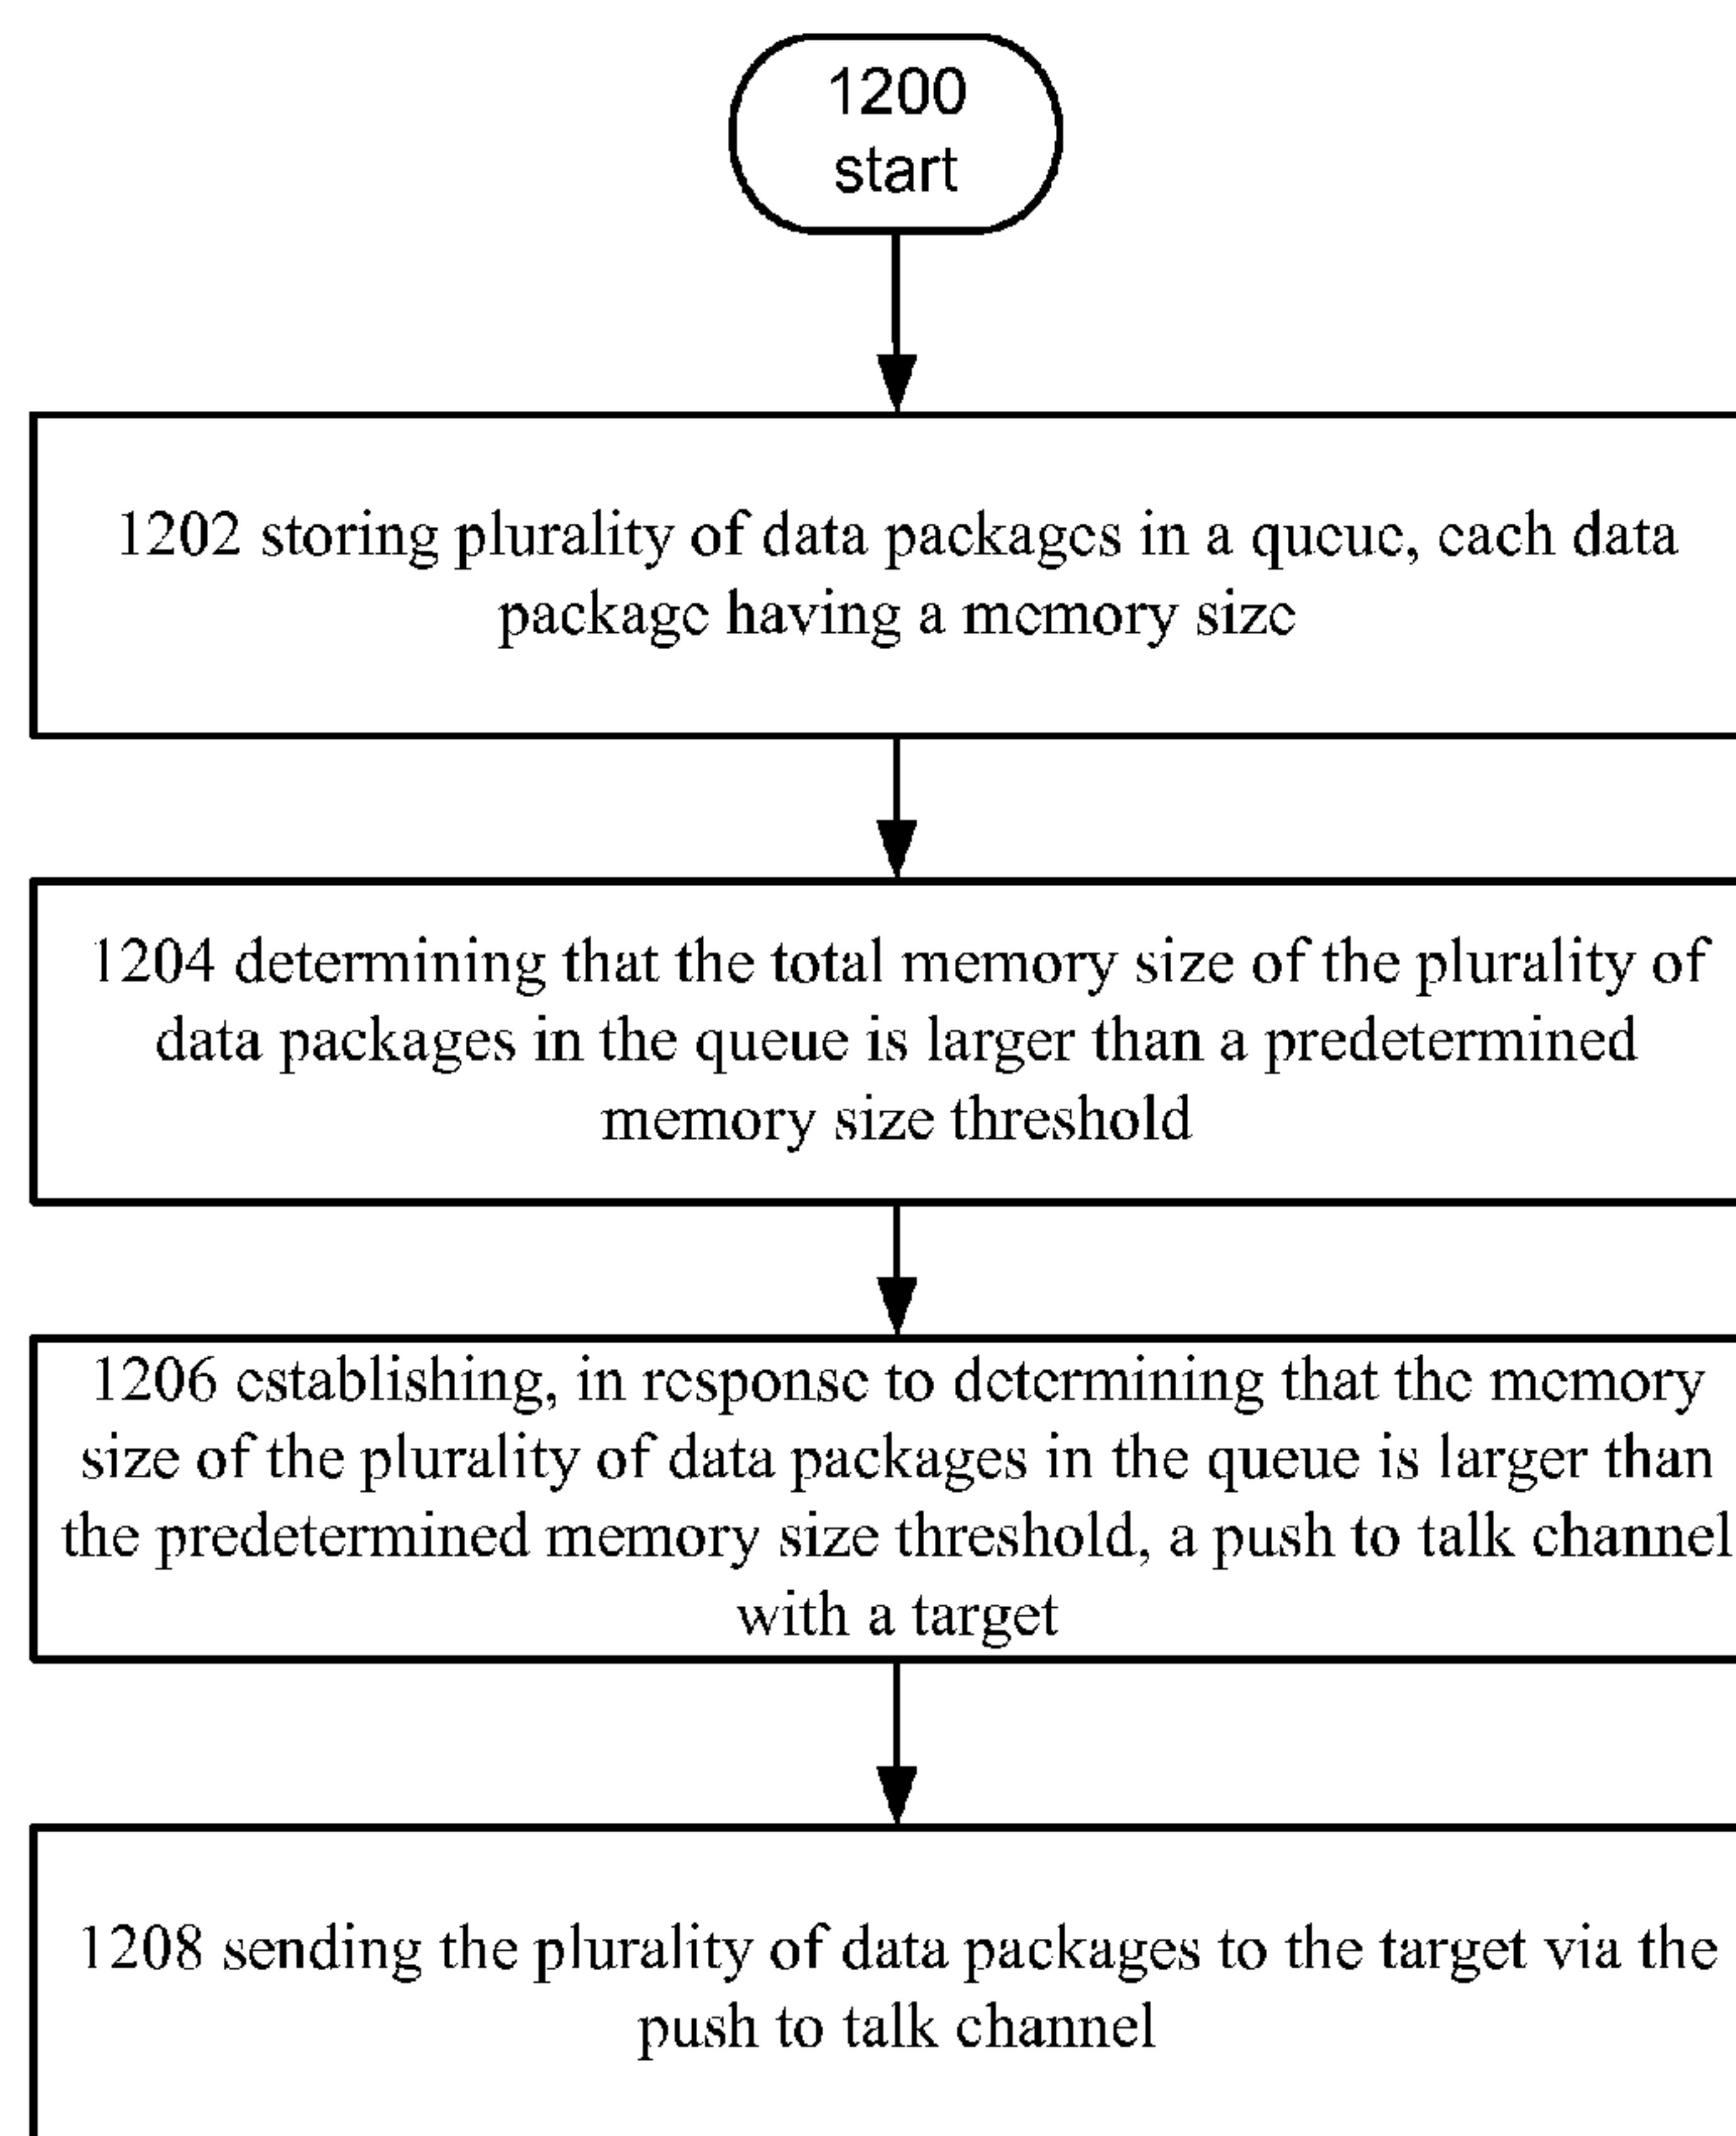 1200
start
1202 storing plurality of data packages in a queue, each data
package having a memory size
1204 determining that the total memory size of the plurality of
data packages in the queue is larger than a predetermined
memory size threshold
1206 establishing, in response to determining that the memory
size of the plurality of data packages in the queue is larger than
the predetermined memory size threshold, a push to talk channel
with a target
1208 sending the plurality of data packages to the target via the
push to talk channel